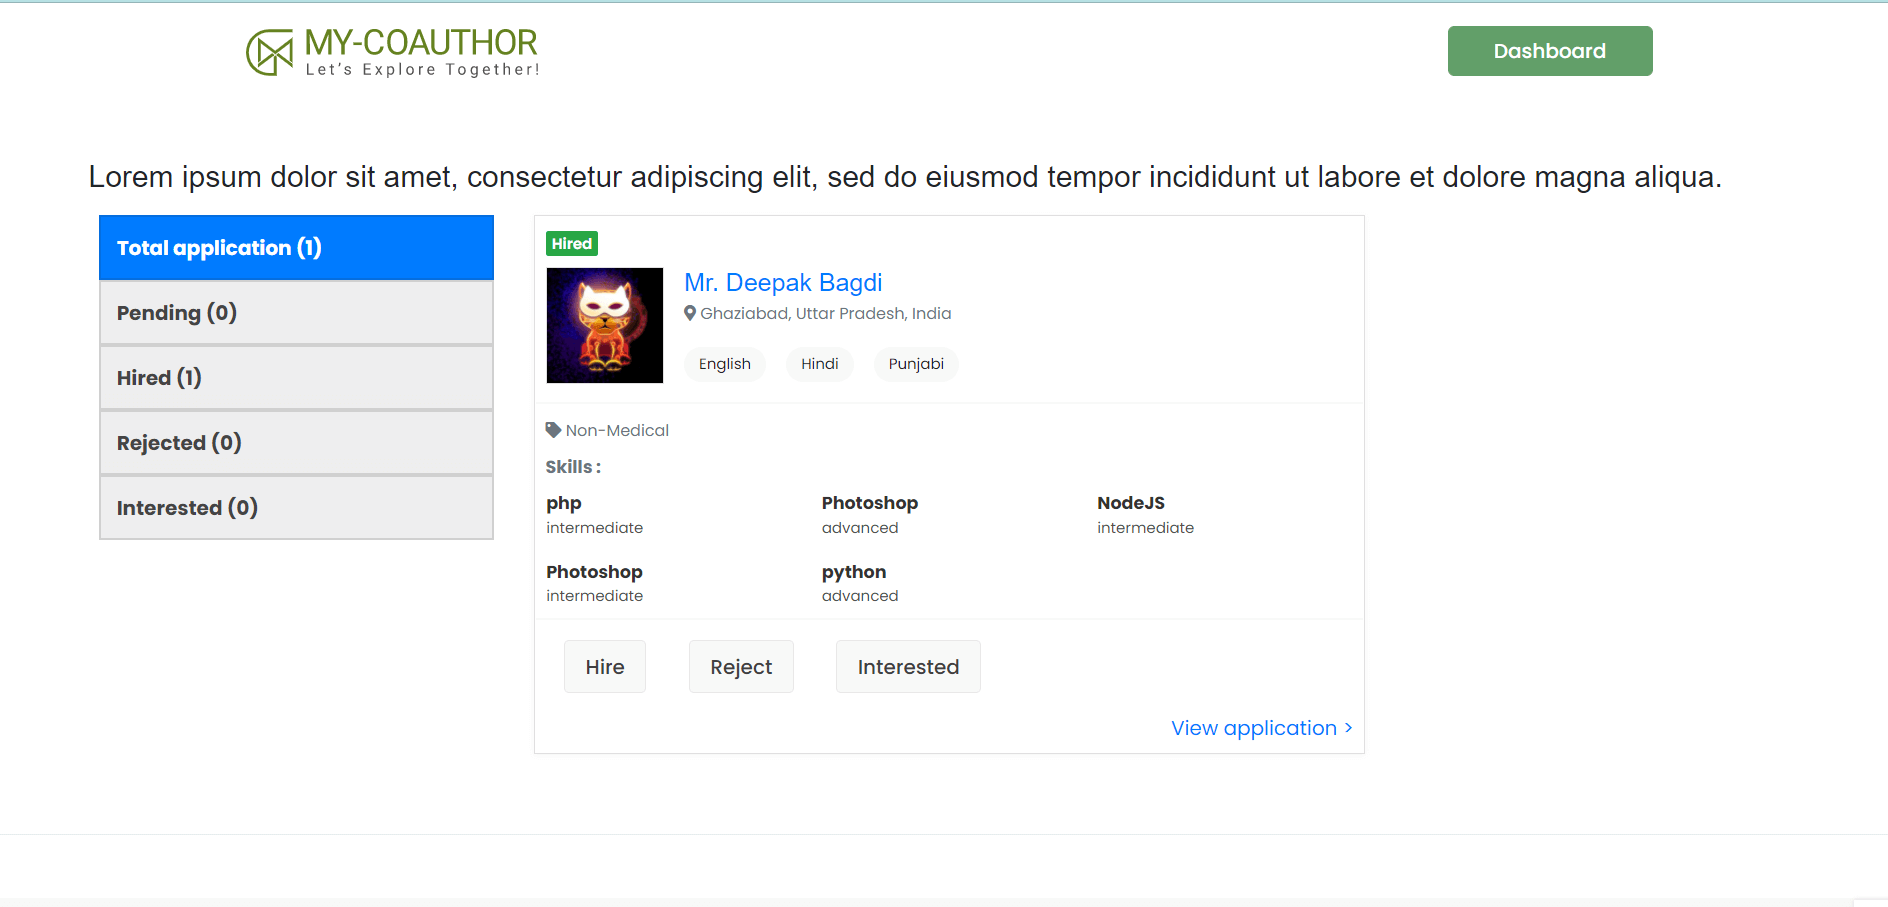 MY-COAUTHOR
Let's Explore Together!
Dashboard
Lorem ipsum dolor sit amet, consectetur adipiscing elit, sed do eiusmod tempor incididunt ut labore et dolore magna aliqua.
Total application (1)
Pending (0)
Hired (1)
Rejected (0)
Interested (0)
Hired
Mr. Deepak Bagdi
Ghaziabad, Uttar Pradesh, India
English Hindi Punjabi
Non-Medical
Skills :
php Photoshop NodeJS
intermediate advanced intermediate
Photoshop python
intermediate advanced
Hire Reject Interested
View application >